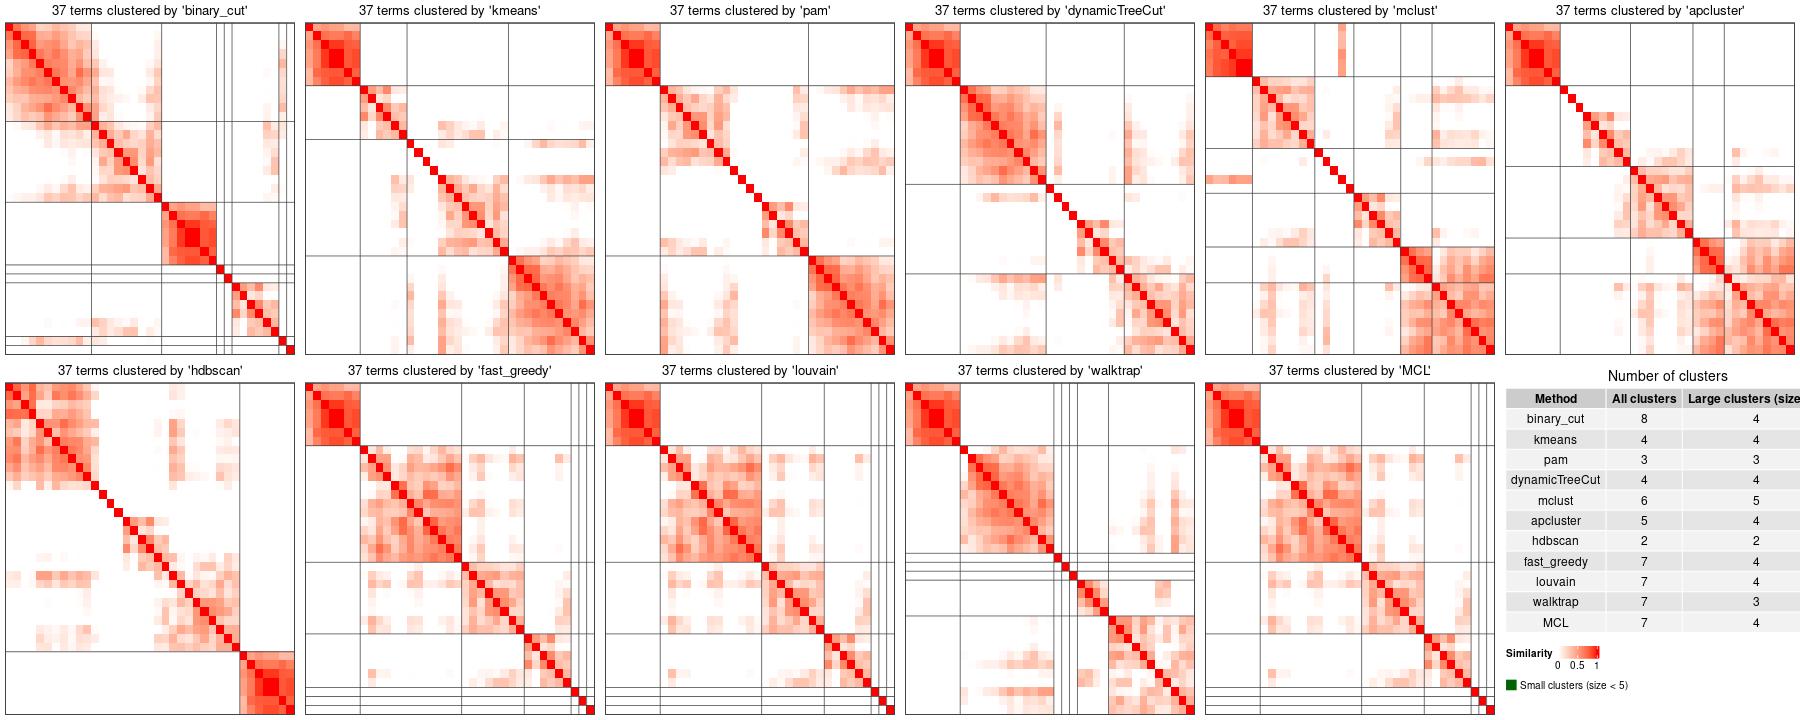 37 terms clustered by 'binary_cut'
37 terms clustered by 'kmeans'
37 terms clustered by 'pam'
37 terms clustered by 'dynamicTreeCut'
37 terms clustered by 'mclust'
37 terms clustered by 'apcluster'
37 terms clustered by 'hdbscan'
37 terms clustered by 'fast_greedy'
37 terms clustered by 'louvain'
37 terms clustered by 'walktrap'
37 terms clustered by 'MCL'
Number of clusters
Method All clusters Large clusters (size
binary_cut 8 4
kmeans 4 4
pam 3 3
dynamicTreeCut 4 4
mclust 6 5
apcluster 5 4
hdbscan 2 2
fast_greedy 7 4
louvain 7 4
walktrap 7 3
MCL 7 4
Similarity
0 0.5 1
Small clusters (size < 5)